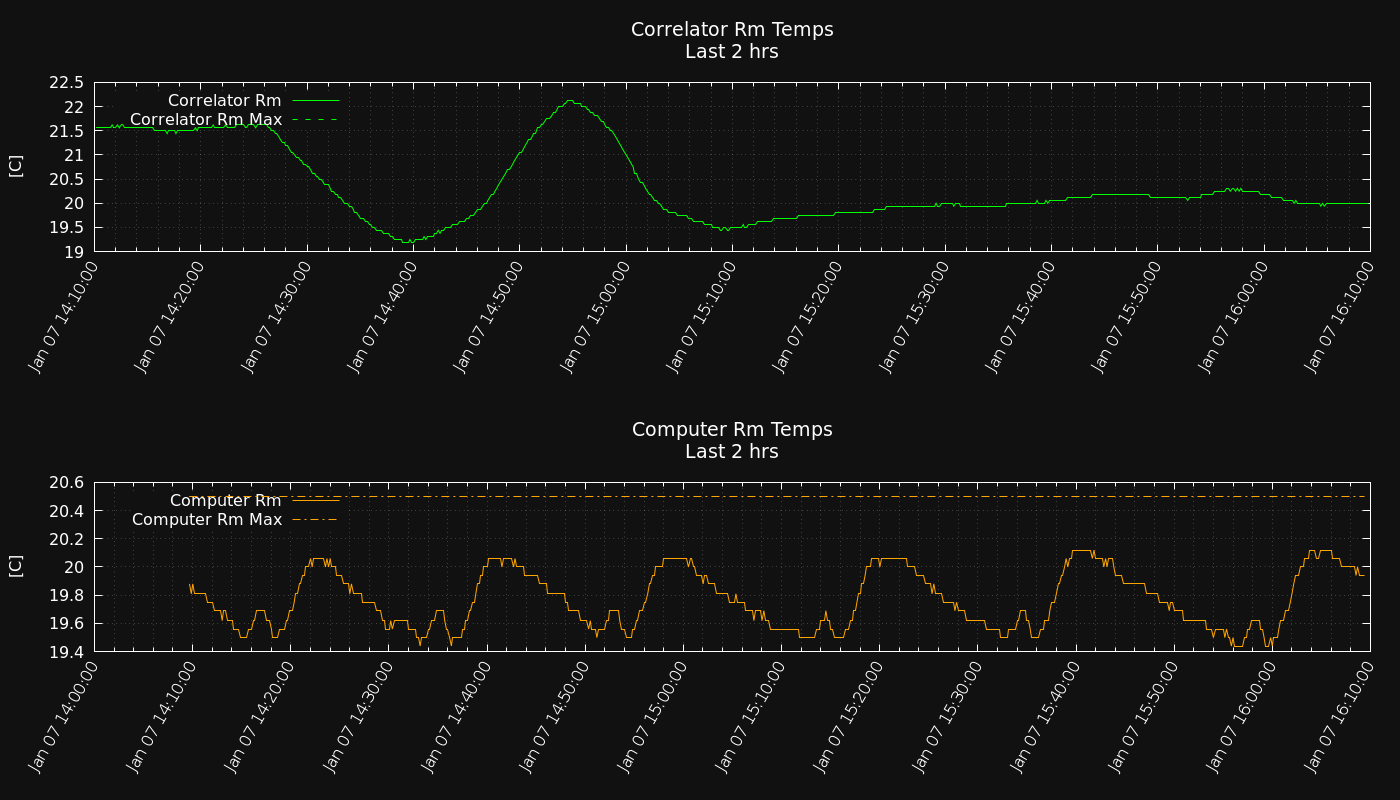 Correlator Rm Temps
Last 2 hrs
22.5
22
21.5
21
20.5
20
19.5
19
[C]
Correlator Rm
Correlator Rm Max
Jan 07 14:10:00
Jan 07 14:20:00
Jan 07 14:30:00
Jan 07 14:40:00
Jan 07 14:50:00
Jan 07 15:00:00
Jan 07 15:10:00
Jan 07 15:20:00
Jan 07 15:30:00
Jan 07 15:40:00
Jan 07 15:50:00
Jan 07 16:00:00
Jan 07 16:10:00
Computer Rm Temps
Last 2 hrs
20.6
20.4
20.2
20
19.8
19.6
19.4
[C]
Computer Rm
Computer Rm Max
Jan 07 14:00:00
Jan 07 14:10:00
Jan 07 14:20:00
Jan 07 14:30:00
Jan 07 14:40:00
Jan 07 14:50:00
Jan 07 15:00:00
Jan 07 15:10:00
Jan 07 15:20:00
Jan 07 15:30:00
Jan 07 15:40:00
Jan 07 15:50:00
Jan 07 16:00:00
Jan 07 16:10:00